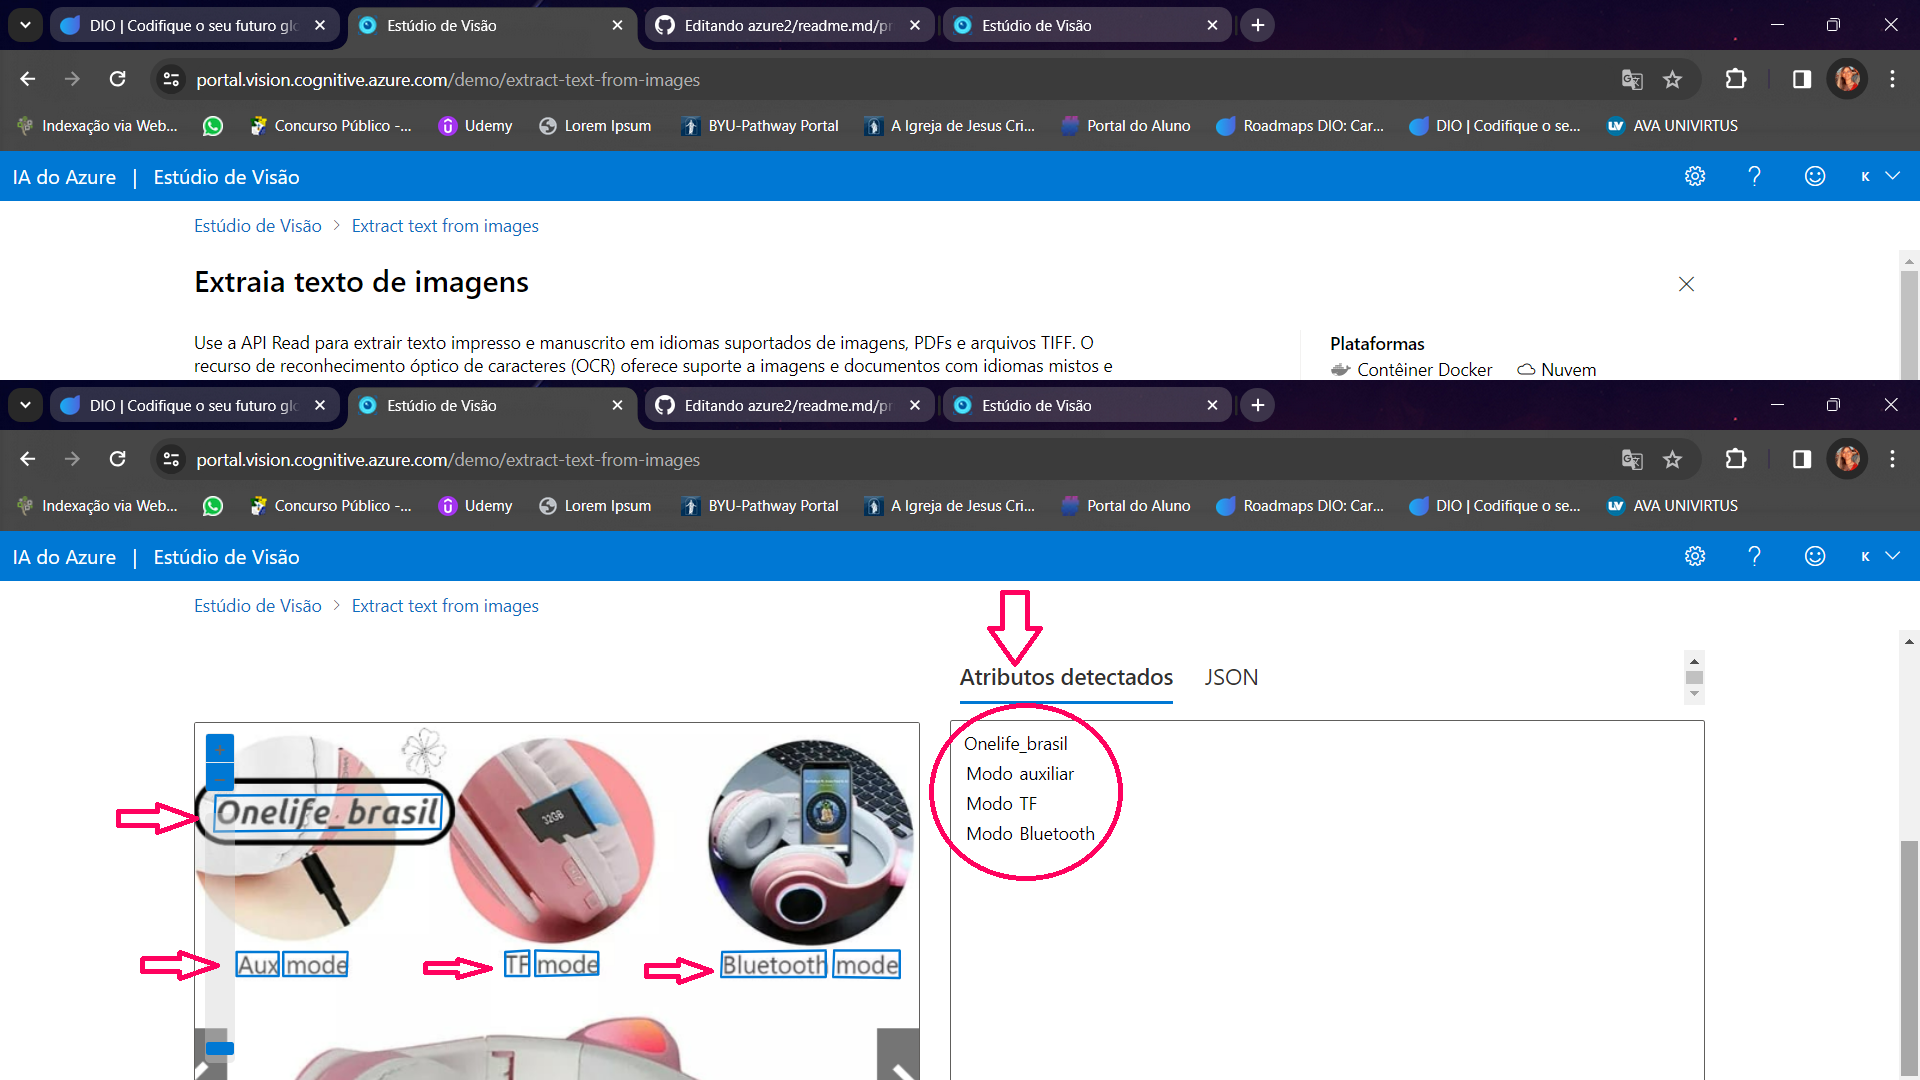 DIO | Codifique o seu futuro glo
Estúdio de Visão
Editando azure2/readme.md/pr
Estúdio de Visão
portal.vision.cognitive.azure.com/demo/extract-text-from-images
Indexação via Web...
Concurso Público -...
Udemy
Lorem Ipsum
BYU-Pathway Portal
A Igreja de Jesus Cri...
Portal do Aluno
Roadmaps DIO: Car...
DIO | Codifique o se...
AVA UNIVIRTUS
IA do Azure | Estúdio de Visão
K
Estúdio de Visão > Extract text from images
Extraia texto de imagens
Use a API Read para extrair texto impresso e manuscrito em idiomas suportados de imagens, PDFs e arquivos TIFF. O
recurso de reconhecimento óptico de caracteres (OCR) oferece suporte a imagens e documentos com idiomas mistos e
Plataformas
Contêiner Docker
Nuvem
DIO | Codifique o seu futuro glo
Estúdio de Visão
Editando azure2/readme.md/pr
Estúdio de Visão
portal.vision.cognitive.azure.com/demo/extract-text-from-images
Indexação via Web...
Concurso Público -...
Udemy
Lorem Ipsum
BYU-Pathway Portal
A Igreja de Jesus Cri...
Portal do Aluno
Roadmaps DIO: Car...
DIO | Codifique o se...
AVA UNIVIRTUS
IA do Azure | Estúdio de Visão
K
Estúdio de Visão > Extract text from images
Atributos detectados
JSON
Onelife_brasil
32GB
Aux mode
TF mode
Bluetooth mode
Onelife_brasil
Modo auxiliar
Modo TF
Modo Bluetooth